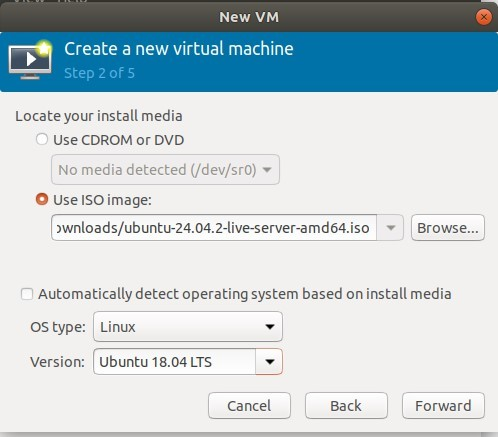 New VM
Create a new virtual machine
Step 2 of 5
Locate your install media
Use CDROM or DVD
No media detected (/dev/sr0)
Use ISO image:
ownloads/ubuntu-24.04.2-live-server-amd64.iso
Browse...
Automatically detect operating system based on install media
OS type: Linux
Version: Ubuntu 18.04 LTS
Cancel Back Forward